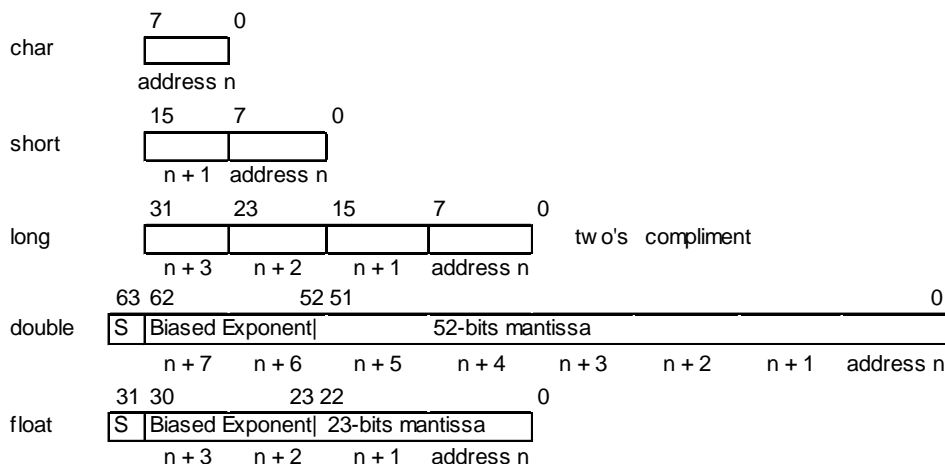 7 0
char
address n
15 7 0
short
n + 1 address n
31 23 15 7 0
long two's compliment
n + 3 n + 2 n + 1 address n
63 62 52 51 0
double S Biased Exponent| 52-bits mantissa
n + 7 n + 6 n + 5 n + 4 n + 3 n + 2 n + 1 address n
31 30 23 22 0
float S Biased Exponent| 23-bits mantissa
n + 3 n + 2 n + 1 address n